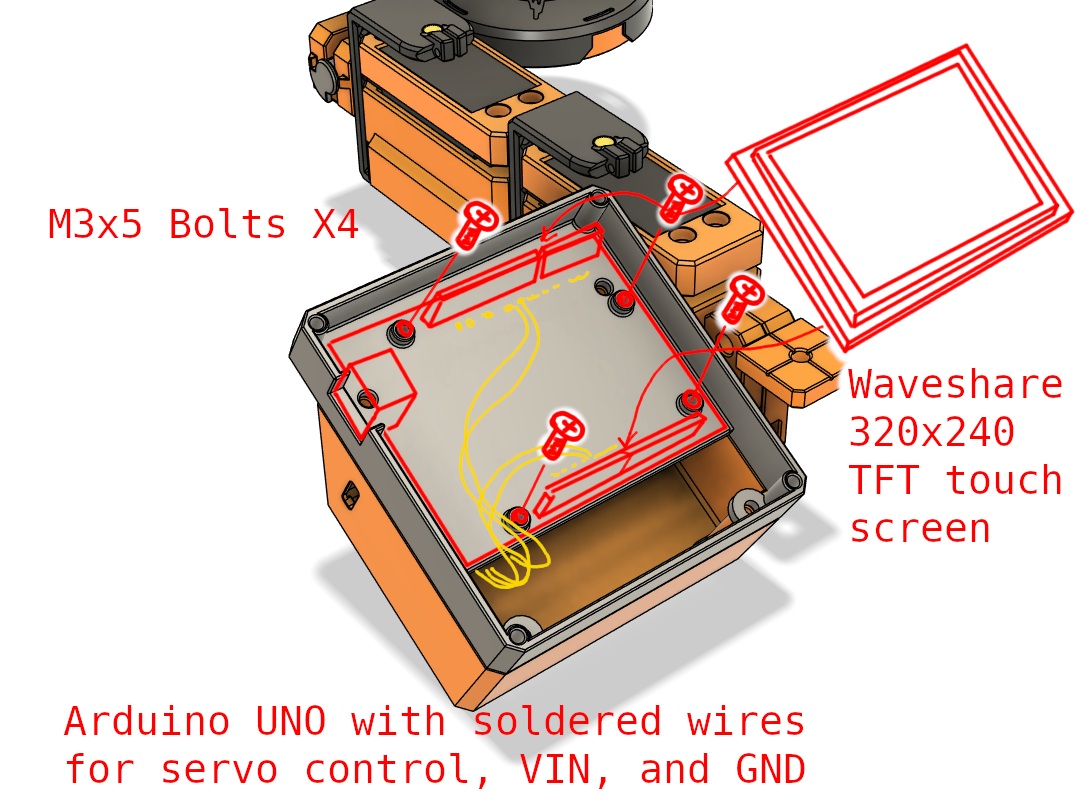 M3x5 Bolts X4
Waveshare
320x240
TFT touch
screen
Arduino UNO with soldered wires
for servo control, VIN, and GND